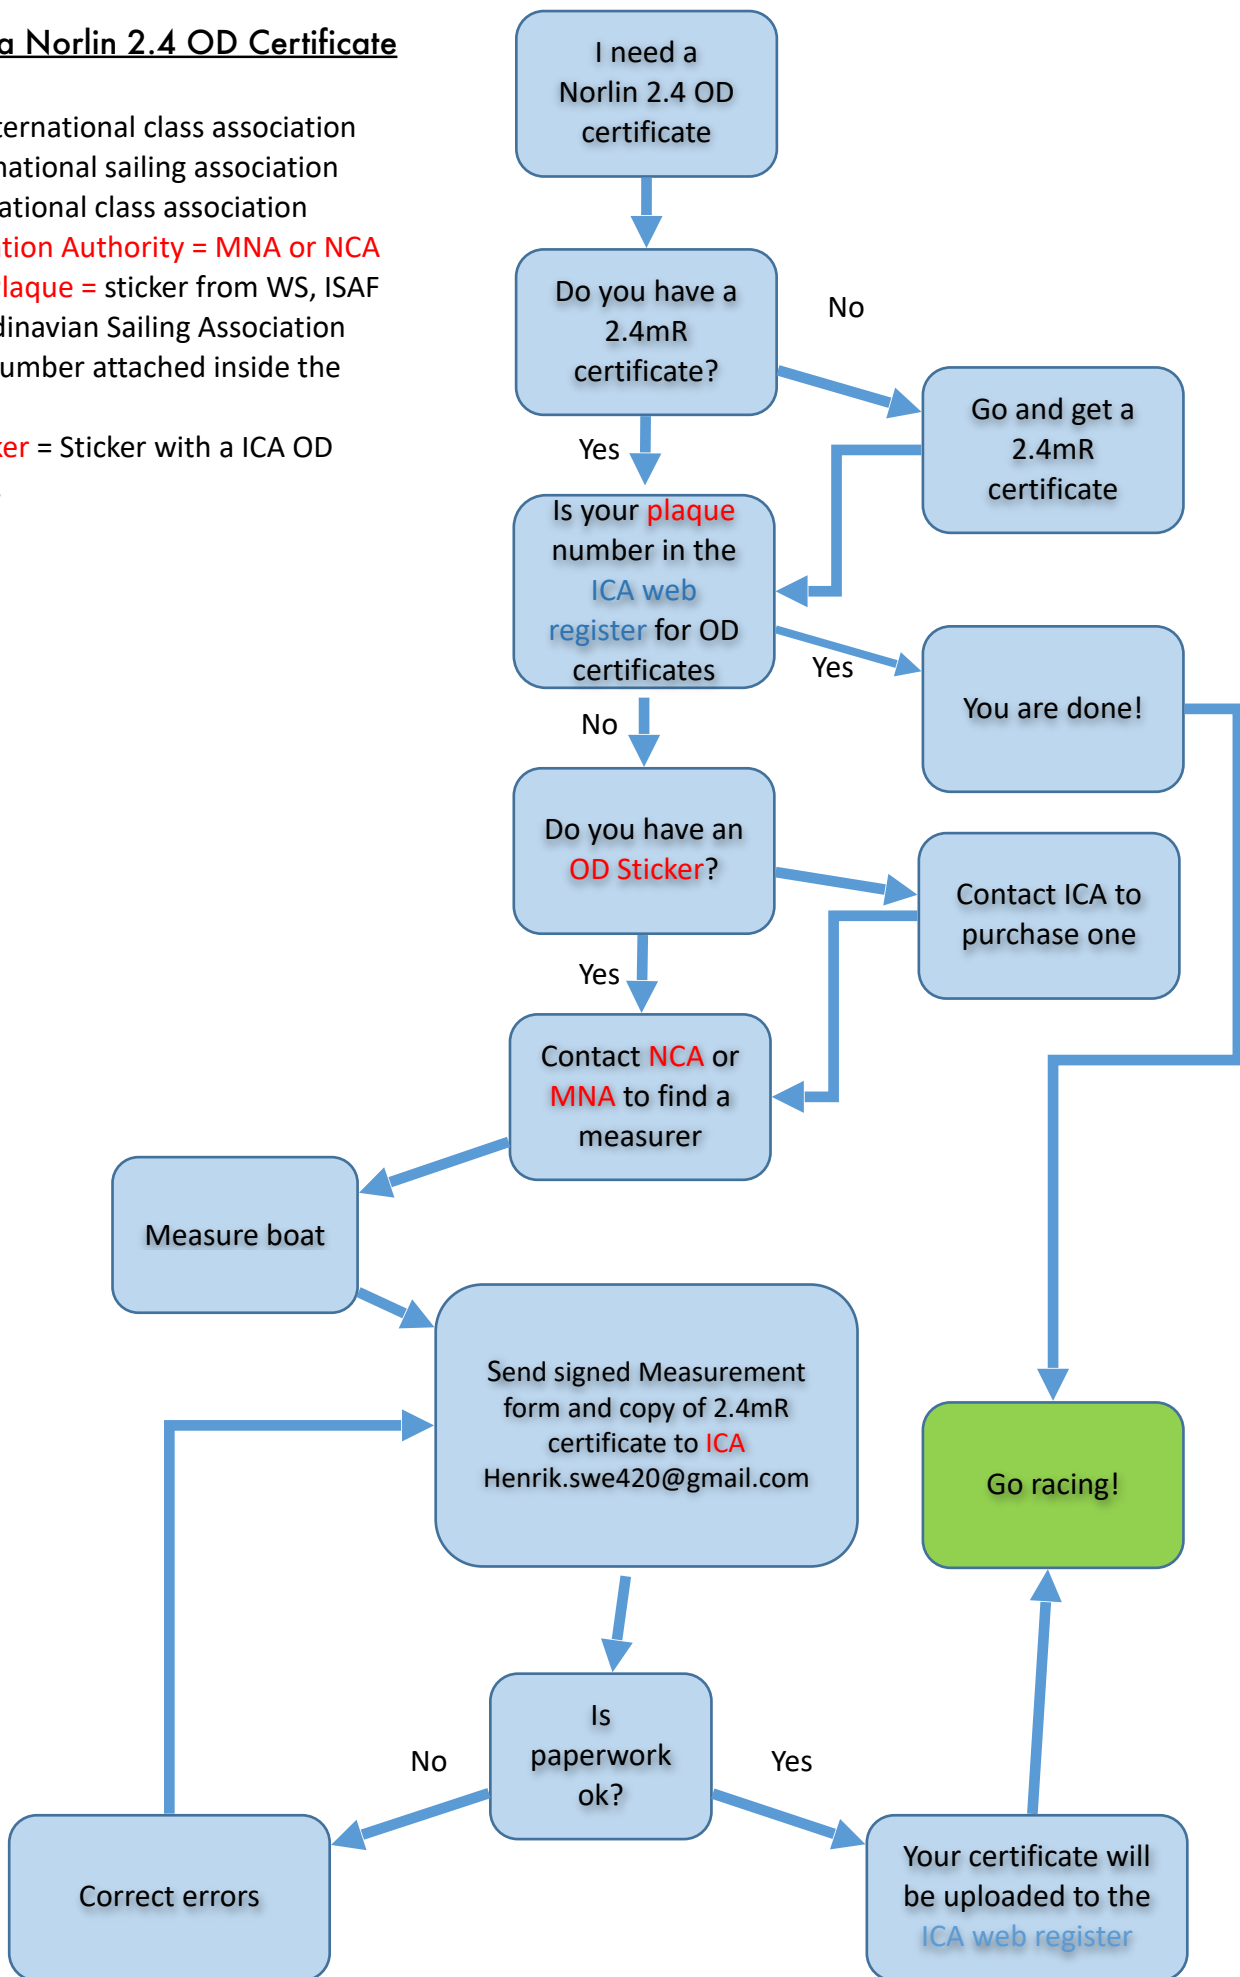 a Norlin 2.4 OD Certificate
ternational class association
national sailing association
ational class association
tion Authority = MNA or NCA
laque = sticker from WS, ISAF
dinavian Sailing Association
umber attached inside the
ker = Sticker with a ICA OD
I need a
Norlin 2.4 OD
certificate
Do you have a
2.4mR
certificate?
No
Go and get a
2.4mR
certificate
Yes
Is your plaque
number in the
ICA web
register for OD
certificates
Yes
You are done!
No
Do you have an
OD Sticker?
Contact ICA to
purchase one
Yes
Contact NCA or
MNA to find a
measurer
Measure boat
Send signed Measurement
form and copy of 2.4mR
certificate to ICA
Henrik.swe420@gmail.com
Go racing!
Is
paperwork
ok?
No
Yes
Correct errors
Your certificate will
be uploaded to the
ICA web register